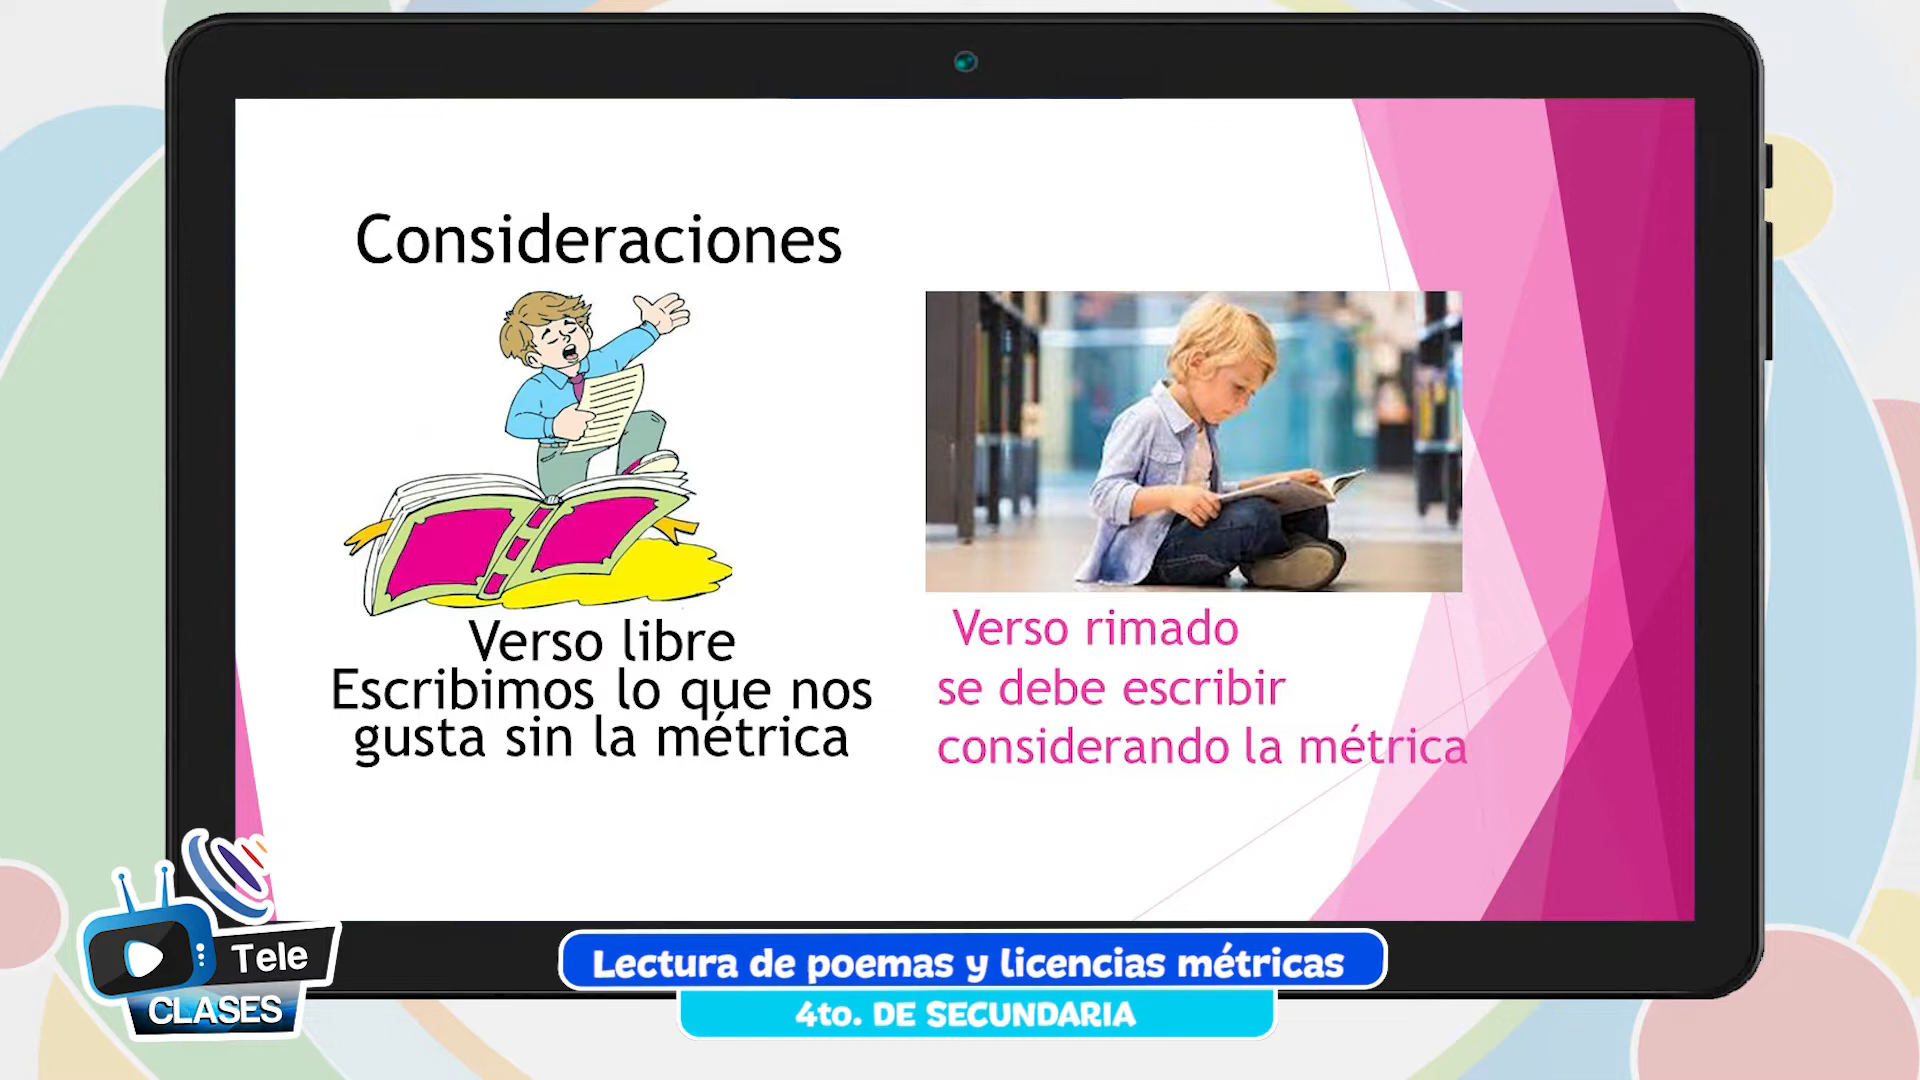 Consideraciones
Verso libre
Escribimos lo que nos
gusta sin la métrica
Verso rimado
se debe escribir
considerando la métrica
Tele
CLASES
Lectura de poemas y licencias métricas
4to. DE SECUNDARIA